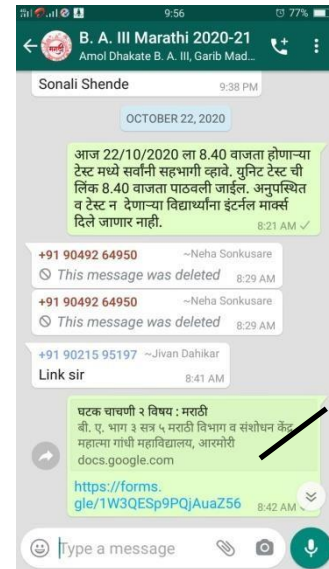 9:56 77%
B. A. III Marathi 2020-21
Amol Dhakate B. A. III, Garib Mad...
Sonali Shende
9:38 PM
OCTOBER 22, 2020
आज 22/10/2020 ला 8.40 वाजता होणाऱ्या
टेस्ट मध्ये सर्वांनी सहभागी व्हावे. युनिट टेस्ट ची
लिंक 8.40 वाजता पाठवली जाईल. अनुपस्थित
व टेस्ट न देणाऱ्या विद्यार्थ्यांना इंटर्नल मार्क्स
दिले जाणार नाही.
8:21 AM
+91 90492 64950 ~Neha Sonkusare
This message was deleted 8:29 AM
+91 90492 64950 ~Neha Sonkusare
This message was deleted 8:29 AM
+91 90215 95197 ~Jivan Dahikar
Link sir
8:41 AM
घटक चाचणी २ विषय : मराठी
बी. ए. भाग ३ सत्र ५ मराठी विभाग व संशोधन केंद्र
महात्मा गांधी महाविद्यालय, आरमोरी
docs.google.com
https://forms.
gle/1W3QESp9PQjAuaZ56 8:42 AM
Type a message